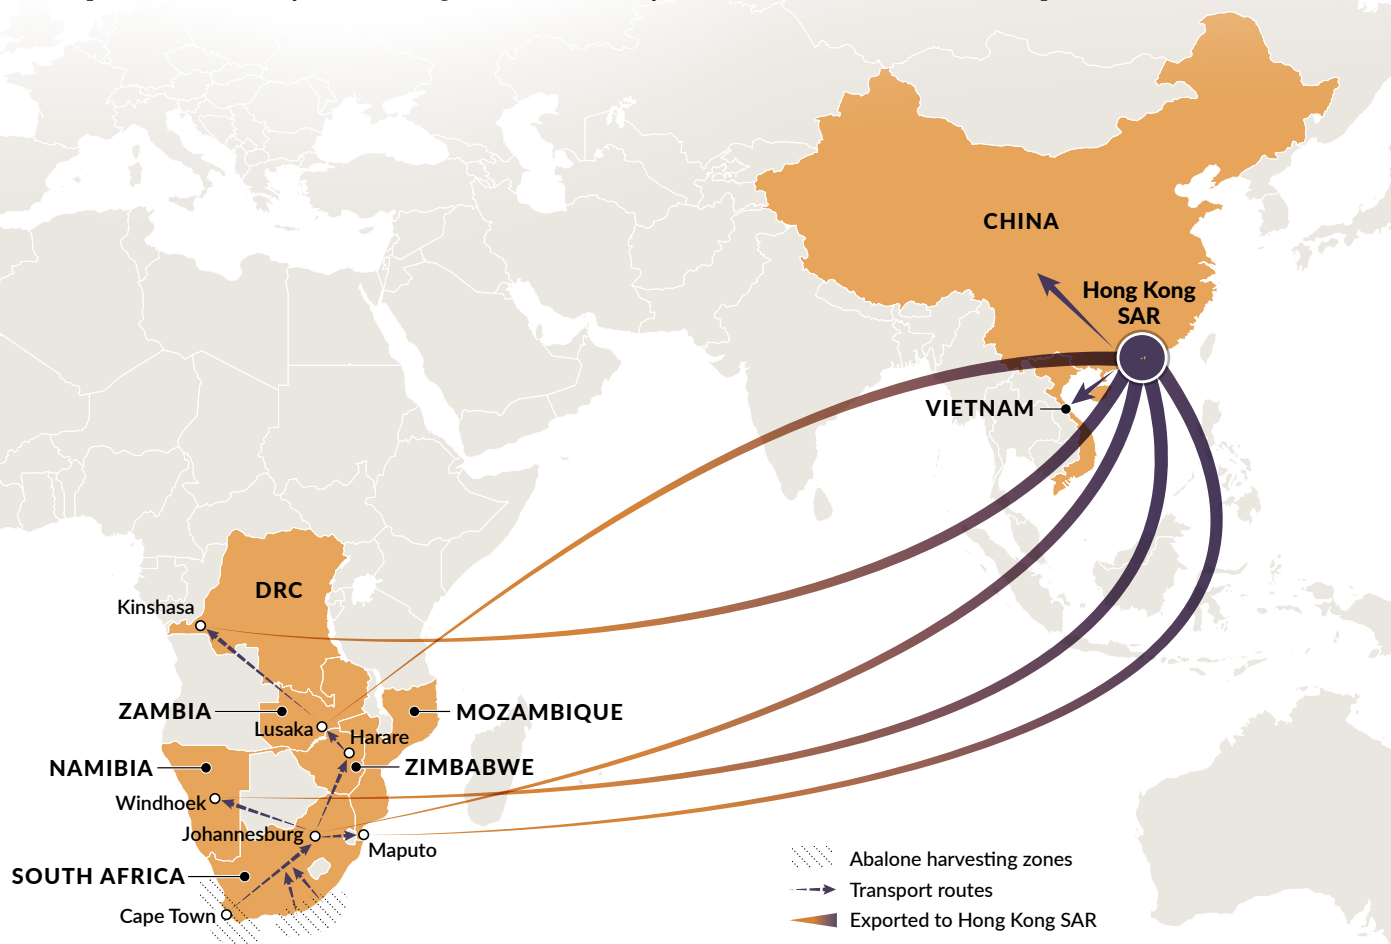 CHINA
Hong Kong
SAR
VIETNAM
DRC
Kinshasa
ZAMBIA
MOZAMBIQUE
Lusaka
Harare
NAMIBIA
ZIMBABWE
Windhoek
Johannesburg
Maputo
SOUTH AFRICA
Cape Town
Abalone harvesting zones
Transport routes
Exported to Hong Kong SAR